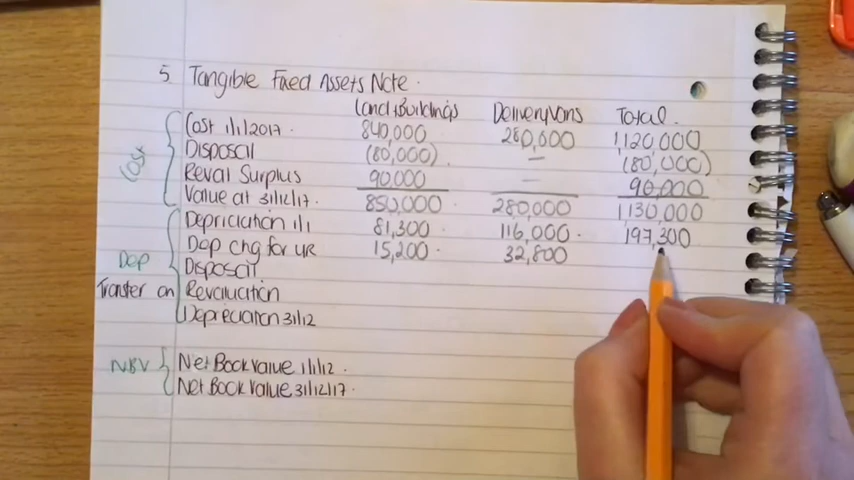 5 Tangible Fixed Assets Note.
Land+Buildings Delivery Vans Total.
Cost
Cost 1/1/2017. 840,000 280,000 1,120,000
Disposal (80,000). – (80,000)
Reval Surplus 90,000 – 90,000
Value at 31/12/17. 850,000 280,000 1,130,000
Dep
Depriciation 1/1 81,300 116,000 197,300
Dep chg for yr 15,200 32,800
Disposal
Transfer on Revaluation
Depreciation 31/12
NBV
Net Book Value 1/1/12.
Net Book Value 31/12/17.